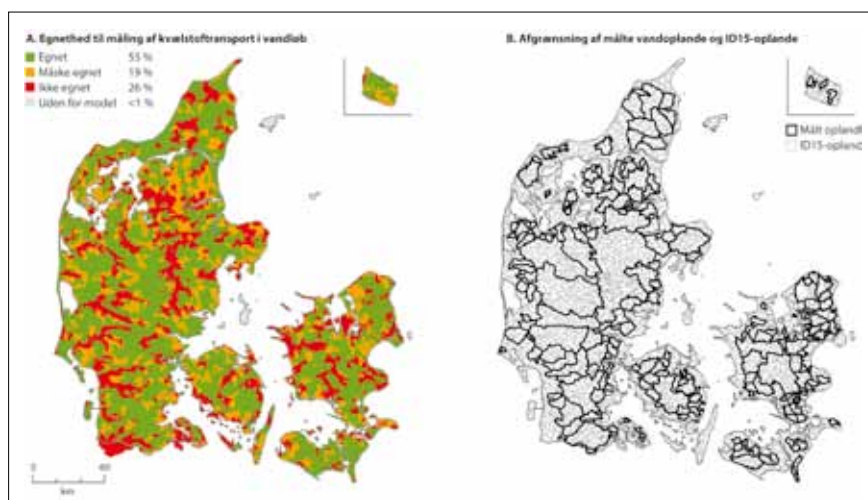 A. Egnethed til måling af kvælstoftransport i vandløb
Egnet 55 %
Måske egnet 19 %
Ikke egnet 26 %
Uden for model <1 %
0 60
km
B. Afgrænsning af målte vandoplande og ID15-oplande
Målt opland
ID15-opland